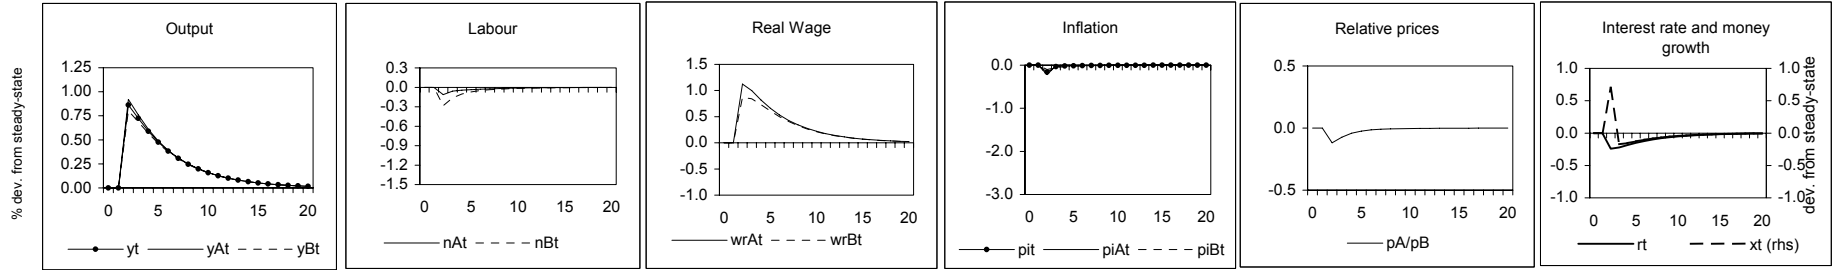 Output
% dev. from steady-state
1.25
1.00
0.75
0.50
0.25
0.00
0 5 10 15 20
yt yAt yBt
Labour
0.3
0.0
-0.3
-0.6
-0.9
-1.2
-1.5
0 5 10 15 20
nAt nBt
Real Wage
1.5
1.0
0.5
0.0
-0.5
-1.0
0 5 10 15 20
wrAt wrBt
Inflation
0.0
-1.0
-2.0
-3.0
0 5 10 15 20
pit piAt piBt
Relative prices
0.5
0.0
-0.5
0 5 10 15 20
pA/pB
Interest rate and money
growth
1.0
0.5
0.0
-0.5
-1.0
1.0
0.5
0.0
-0.5
-1.0
dev. from steady-state
0 5 10 15 20
rt xt (rhs)